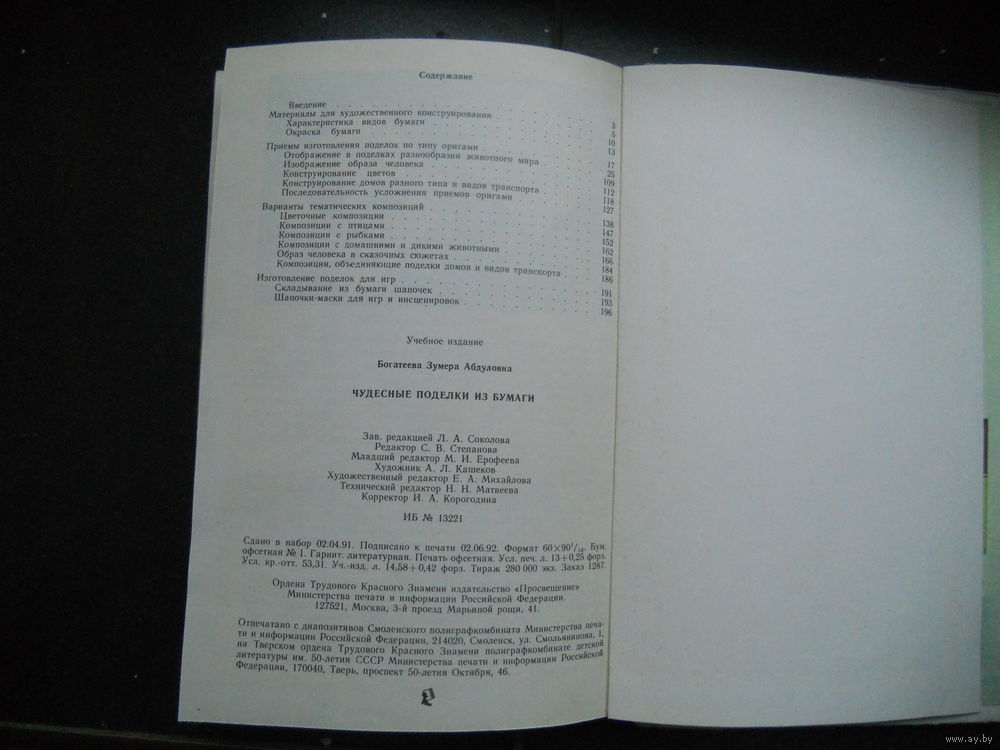 Содержание
Введение . . . 3
Материалы для художественного конструирования . . . 5
Характеристика видов бумаги . . . 10
Окраска бумаги . . . 13
Приемы изготовления поделок по типу оригами . . . 17
Отображение в поделках разнообразия животного мира . . . 25
Изображение образа человека . . . 109
Конструирование цветов . . . 112
Конструирование домов разного типа и видов транспорта . . . 118
Последовательность усложнения приемов оригами . . . 127
Варианты тематических композиций . . . 138
Цветочные композиции . . . 147
Композиции с птицами . . . 152
Композиции с рыбками . . . 162
Композиции с домашними и дикими животными . . . 166
Образ человека в сказочных сюжетах . . . 184
Композиции, объединяющие поделки домов и видов транспорта . . . 186
Изготовление поделок для игр . . . 191
Складывание из бумаги шапочек . . . 193
Шапочки-маски для игр и инсценировок . . . 196
Учебное издание
Богатеева Зумера Абдуловна
ЧУДЕСНЫЕ ПОДЕЛКИ ИЗ БУМАГИ
Зав. редакцией Л. А. Соколова
Редактор С. В. Степанова
Младший редактор М. И. Ерофеева
Художник А. Л. Кашеков
Художественный редактор Е. А. Михайлова
Технический редактор Н. Н. Матвеева
Корректор И. А. Корогодина
ИБ № 13221
Сдано в набор 02.04.91. Подписано к печати 02.06.92. Формат 60×90¹/₁₆. Бум.
офсетная № 1. Гарнит. литературная. Печать офсетная. Усл. печ. л. 13+0,25 форз.
Усл. кр.-отт. 53,31. Уч.-изд. л. 14,58+0,42 форз. Тираж 280 000 экз. Заказ 1287.
Ордена Трудового Красного Знамени издательство «Просвещение»
Министерства печати и информации Российской Федерации.
127521, Москва, 3-й проезд Марьиной рощи, 41.
Отпечатано с диапозитивов Смоленского полиграфкомбината Министерства печа-
ти и информации Российской Федерации, 214020, Смоленск, ул. Смольянинова, 1,
на Тверском ордена Трудового Красного Знамени полиграфкомбинате детской
литературы им. 50-летия СССР Министерства печати и информации Российской
Федерации, 170040, Тверь, проспект 50-летия Октября, 46.
www.ay.by